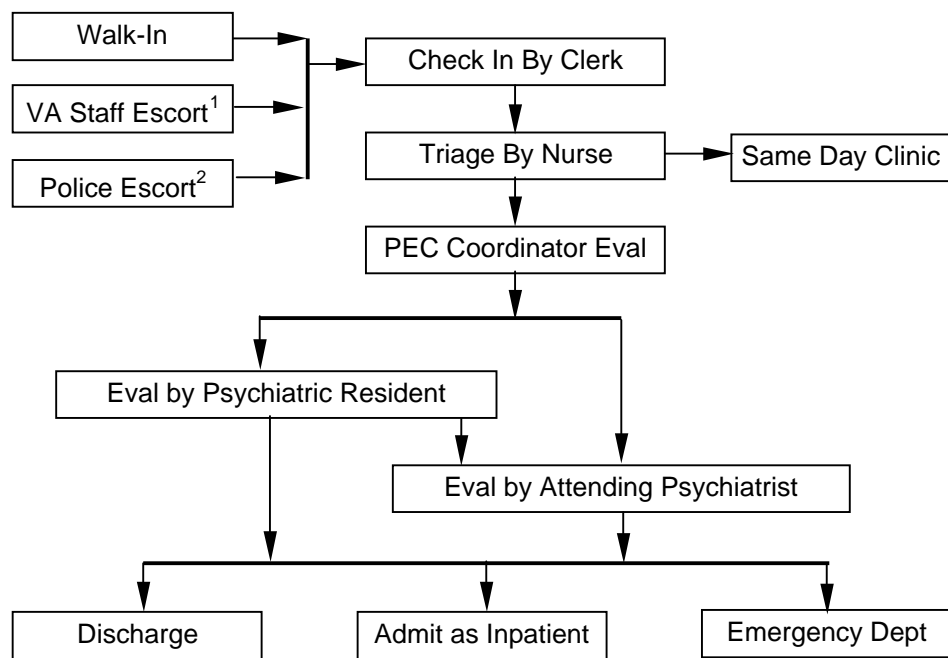 Walk-In
VA Staff Escort1
Police Escort2
Check In By Clerk
Triage By Nurse
Same Day Clinic
PEC Coordinator Eval
Eval by Psychiatric Resident
Eval by Attending Psychiatrist
Discharge
Admit as Inpatient
Emergency Dept